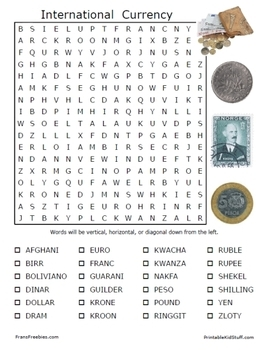 International Currency
B S I E L U P T F R A N C N Y
A R C K R O O N M G I X B Z E
F Q U R W Y V J O R J N U S N
G H G B N A K F A X C Y G A E Z
H I A D L F C W G P B T D G O J
A M K F S E G H U N O W F U I R
N P H V H L C D A K Q U V I K T
I B D P I M H I R Q H Y N L L I
W S O E L T A L A U K U V D P S
D Z L L L X F D N T P G A E B H
E R L O I A M B I R S E C R J E
N D A N N V E W I N D E U F T K
X R M G C I N O P A M P R O E
O L Y G Q U F A W E L R B Y U L
K R O N E D J M N S W H K I E S
A S Z T I G E U R O H R I N R F
J T B K Y P L C K W A N Z A L R
NORGE
Words will be vertical, horizontal, or diagonal down from the left.
AFGHANI EURO KWACHA RUBLE
BIRR FRANC KWANZA RUPEE
BOLIVIANO GUARANI NAKFA SHEKEL
DINAR GUILDER PESO SHILLING
DOLLAR KRONE POUND YEN
DRAM KROON RINGGIT ZLOTY
FransFreebies.com PrintableKidStuff.com